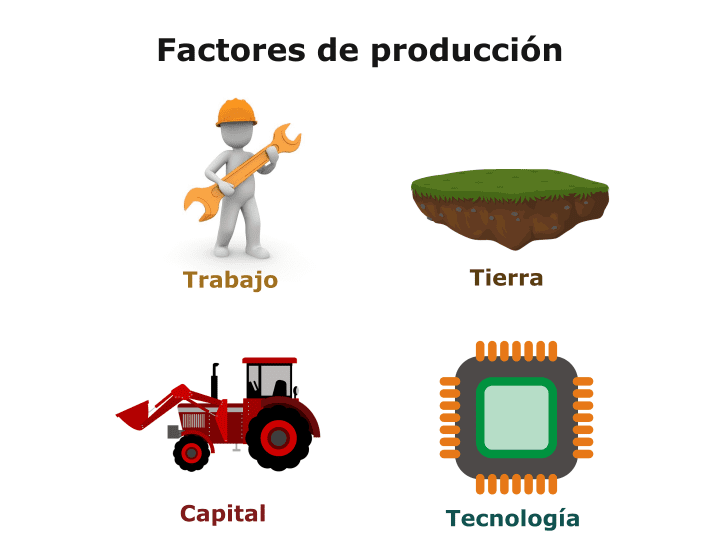 Factores de producción
Trabajo
Tierra
Capital
Tecnología